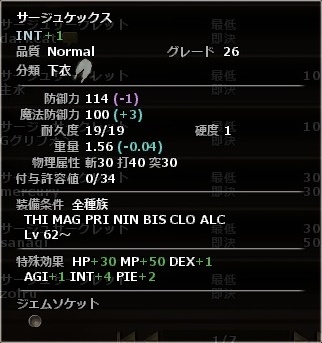 サージュケックス
INT+1
品質 Normal グレード 26
分類 下衣
防御力 114 (-1)
魔法防御力 100 (+3)
耐久度 19/19 硬度 1
重量 1.56 (-0.04)
物理属性 斬30 打40 突30
付与許容値 0/34
装備条件 全種族
THI MAG PRI NIN BIS CLO ALC
Lv 62～
特殊効果 HP+30 MP+50 DEX+1
AGI+1 INT+4 PIE+2
ジェムソケット
1/7